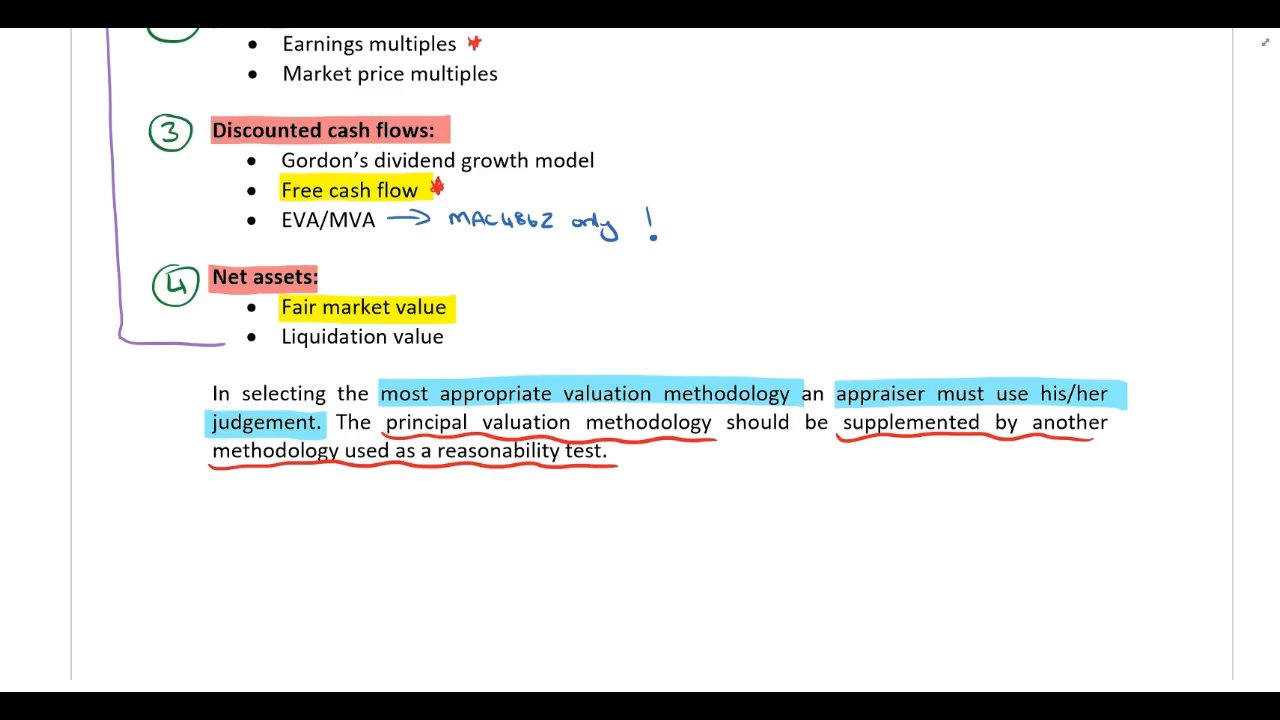 • Earnings multiples *
• Market price multiples
3 Discounted cash flows:
• Gordon’s dividend growth model
• Free cash flow *
• EVA/MVA → MAC4862 only !
4 Net assets:
• Fair market value
• Liquidation value
In selecting the most appropriate valuation methodology an appraiser must use his/her
judgement. The principal valuation methodology should be supplemented by another
methodology used as a reasonability test.